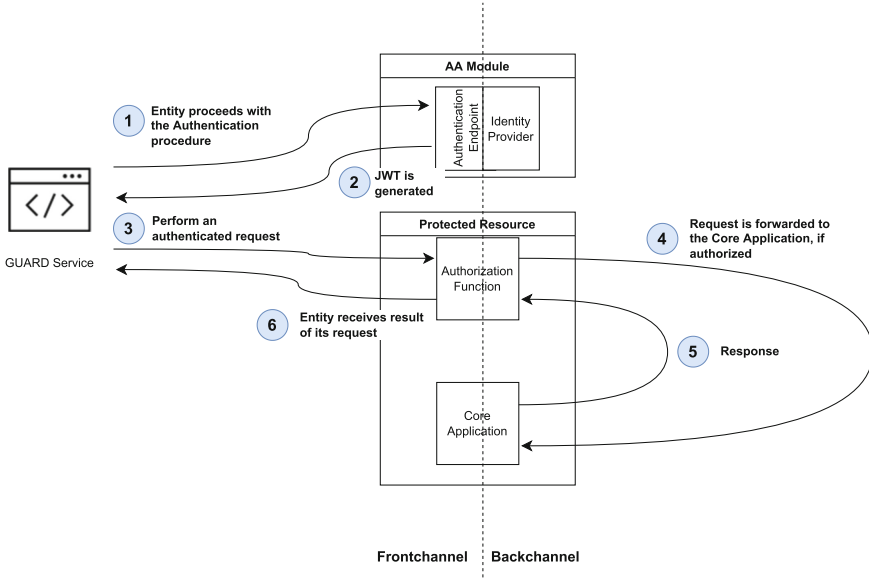 AA Module
Authentication
Endpoint
Identity
Provider
1
Entity proceeds with
the Authentication
procedure
2
JWT is
generated
</>
GUARD Service
3
Perform an
authenticated request
Protected Resource
Authorization
Function
4
Request is forwarded to
the Core Application, if
authorized
6
Entity receives result
of its request
5
Response
Core
Application
Frontchannel
Backchannel